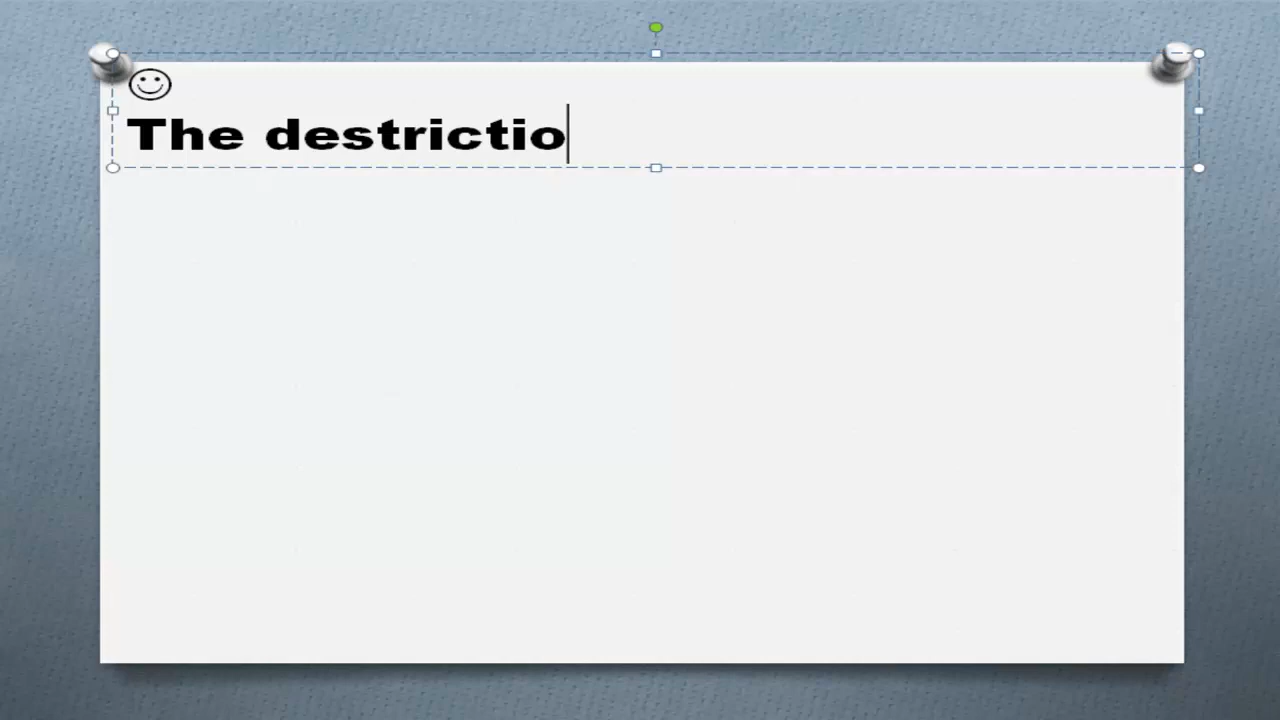 ☺
The destrictio